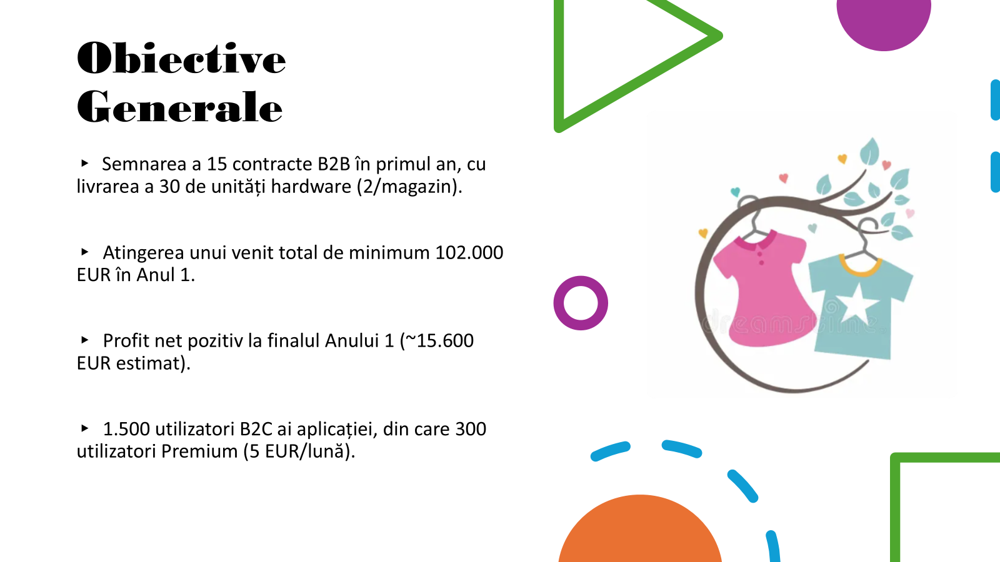 Obiective
Generale
‣ Semnarea a 15 contracte B2B în primul an, cu
livrarea a 30 de unități hardware (2/magazin).
‣ Atingerea unui venit total de minimum 102.000
EUR în Anul 1.
‣ Profit net pozitiv la finalul Anului 1 (~15.600
EUR estimat).
‣ 1.500 utilizatori B2C ai aplicației, din care 300
utilizatori Premium (5 EUR/lună).
dreamstime